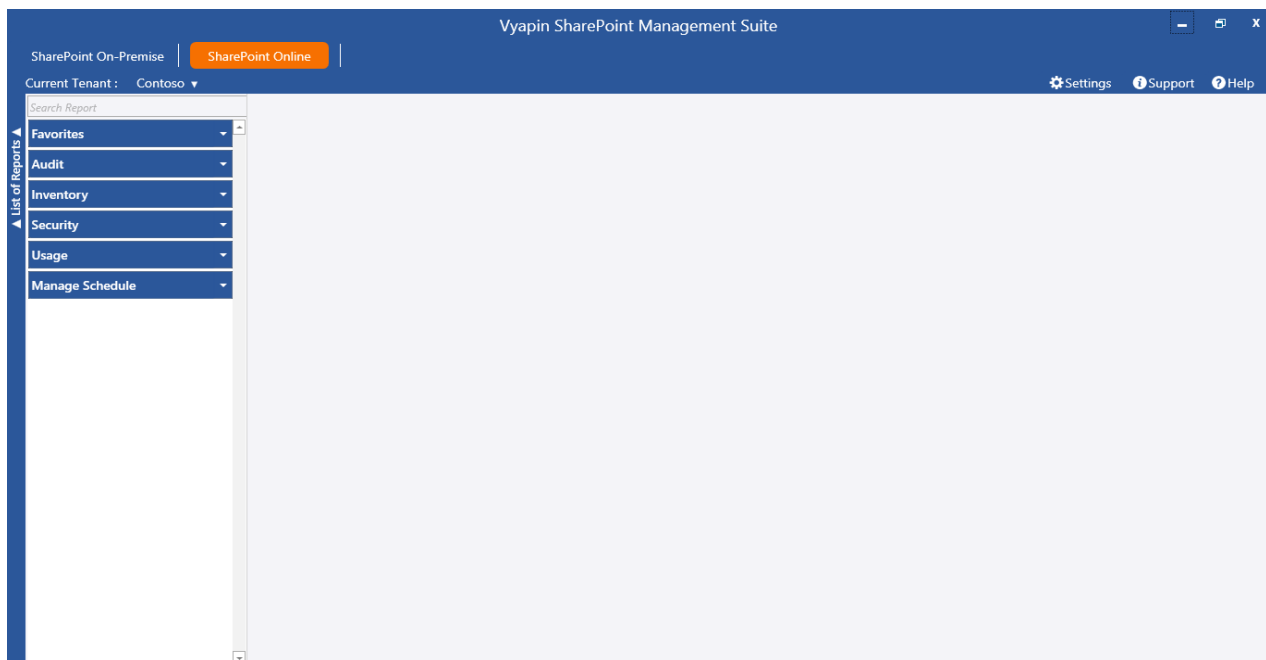 Vyapin SharePoint Management Suite
SharePoint On-Premise
SharePoint Online
Current Tenant :
Contoso
Settings
Support
Help
Search Report
List of Reports
Favorites
Audit
Inventory
Security
Usage
Manage Schedule